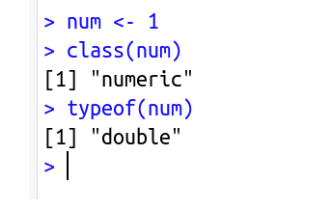 > num <- 1
> class(num)
[1] "numeric"
> typeof(num)
[1] "double"
>